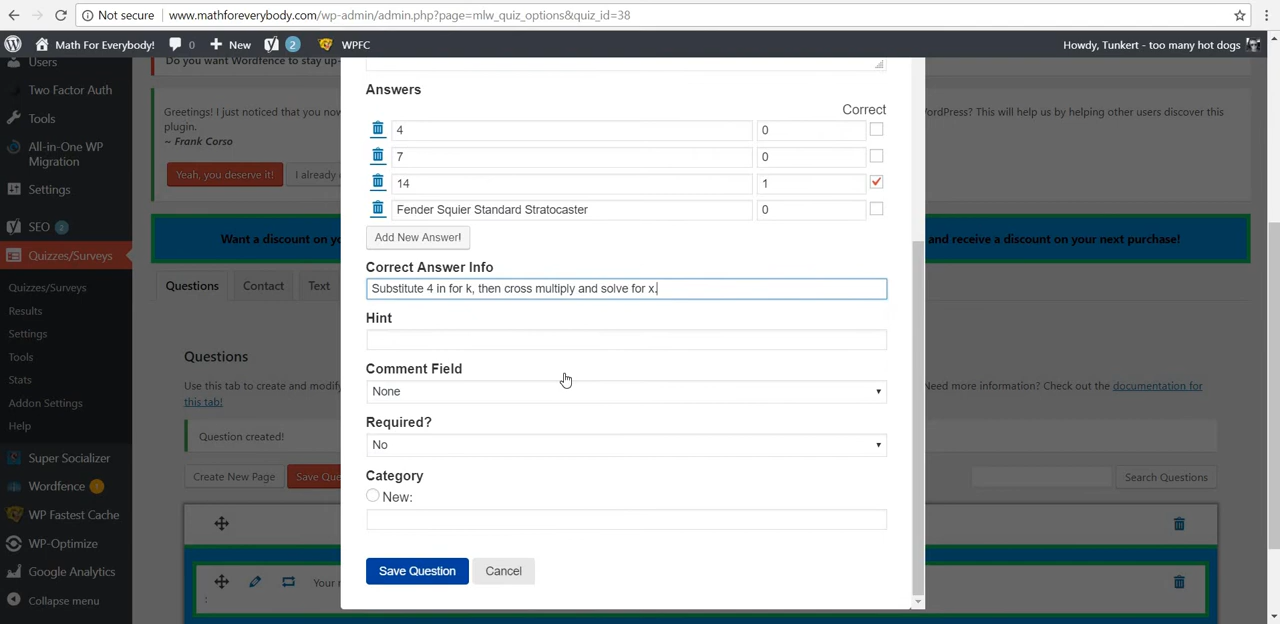 Not secure
www.mathforeverybody.com/wp-admin/admin.php?page=mlw_quiz_options&quiz_id=38
Math For Everybody!
0
New
2
WPFC
Howdy, Tunkert - too many hot dogs
Users
Two Factor Auth
Tools
All-in-One WP
Migration
Settings
SEO 2
Quizzes/Surveys
Quizzes/Surveys
Results
Settings
Tools
Stats
Addon Settings
Help
Super Socializer
Wordfence
WP Fastest Cache
WP-Optimize
Google Analytics
Collapse menu
Do you want Wordfence to stay up-
Greetings! I just noticed that you now
ordPress? This will help us by helping other users discover this
plugin.
~ Frank Corso
Yeah, you deserve it!
I already
Want a discount on yo
and receive a discount on your next purchase!
Questions
Contact
Text
Questions
Use this tab to create and modify
Need more information? Check out the documentation for
this tab!
Question created!
Create New Page
Save Que
Search Questions
Your
:
Answers
Correct
4
0
7
0
14
1
Fender Squier Standard Stratocaster
0
Add New Answer!
Correct Answer Info
Substitute 4 in for k, then cross multiply and solve for x.
Hint
Comment Field
None
Required?
No
Category
New:
Save Question
Cancel